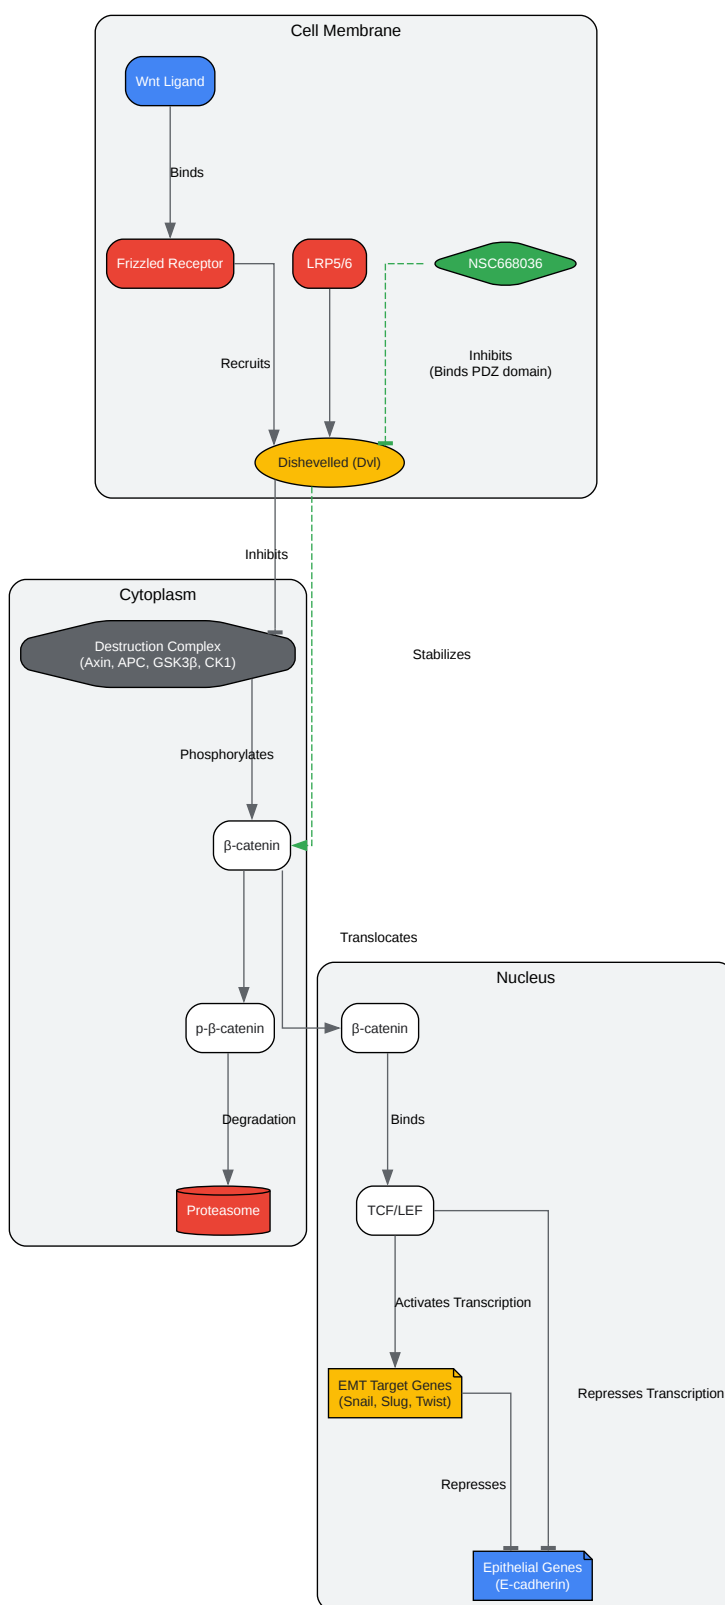 Cell Membrane
Wnt Ligand
Binds
Frizzled Receptor
LRP5/6
NSC668036
Inhibits
(Binds PDZ domain)
Recruits
Dishevelled (Dvl)
Inhibits
Cytoplasm
Destruction Complex
(Axin, APC, GSK3β, CK1)
Stabilizes
Phosphorylates
β-catenin
Translocates
Nucleus
p-β-catenin
β-catenin
Degradation
Binds
Proteasome
TCF/LEF
Activates Transcription
EMT Target Genes
(Snail, Slug, Twist)
Represses Transcription
Represses
Epithelial Genes
(E-cadherin)